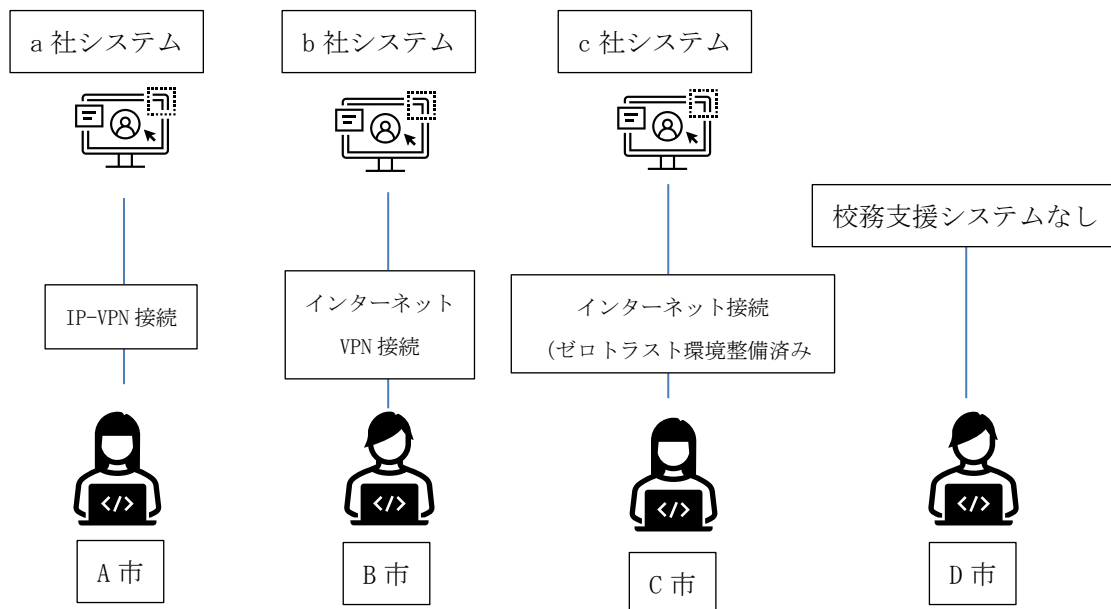 a 社システム
b 社システム
c 社システム
校務支援システムなし
IP-VPN 接続
インターネット
VPN 接続
インターネット接続
(ゼロトラスト環境整備済み
</>
</>
</>
</>
A 市
B 市
C 市
D 市